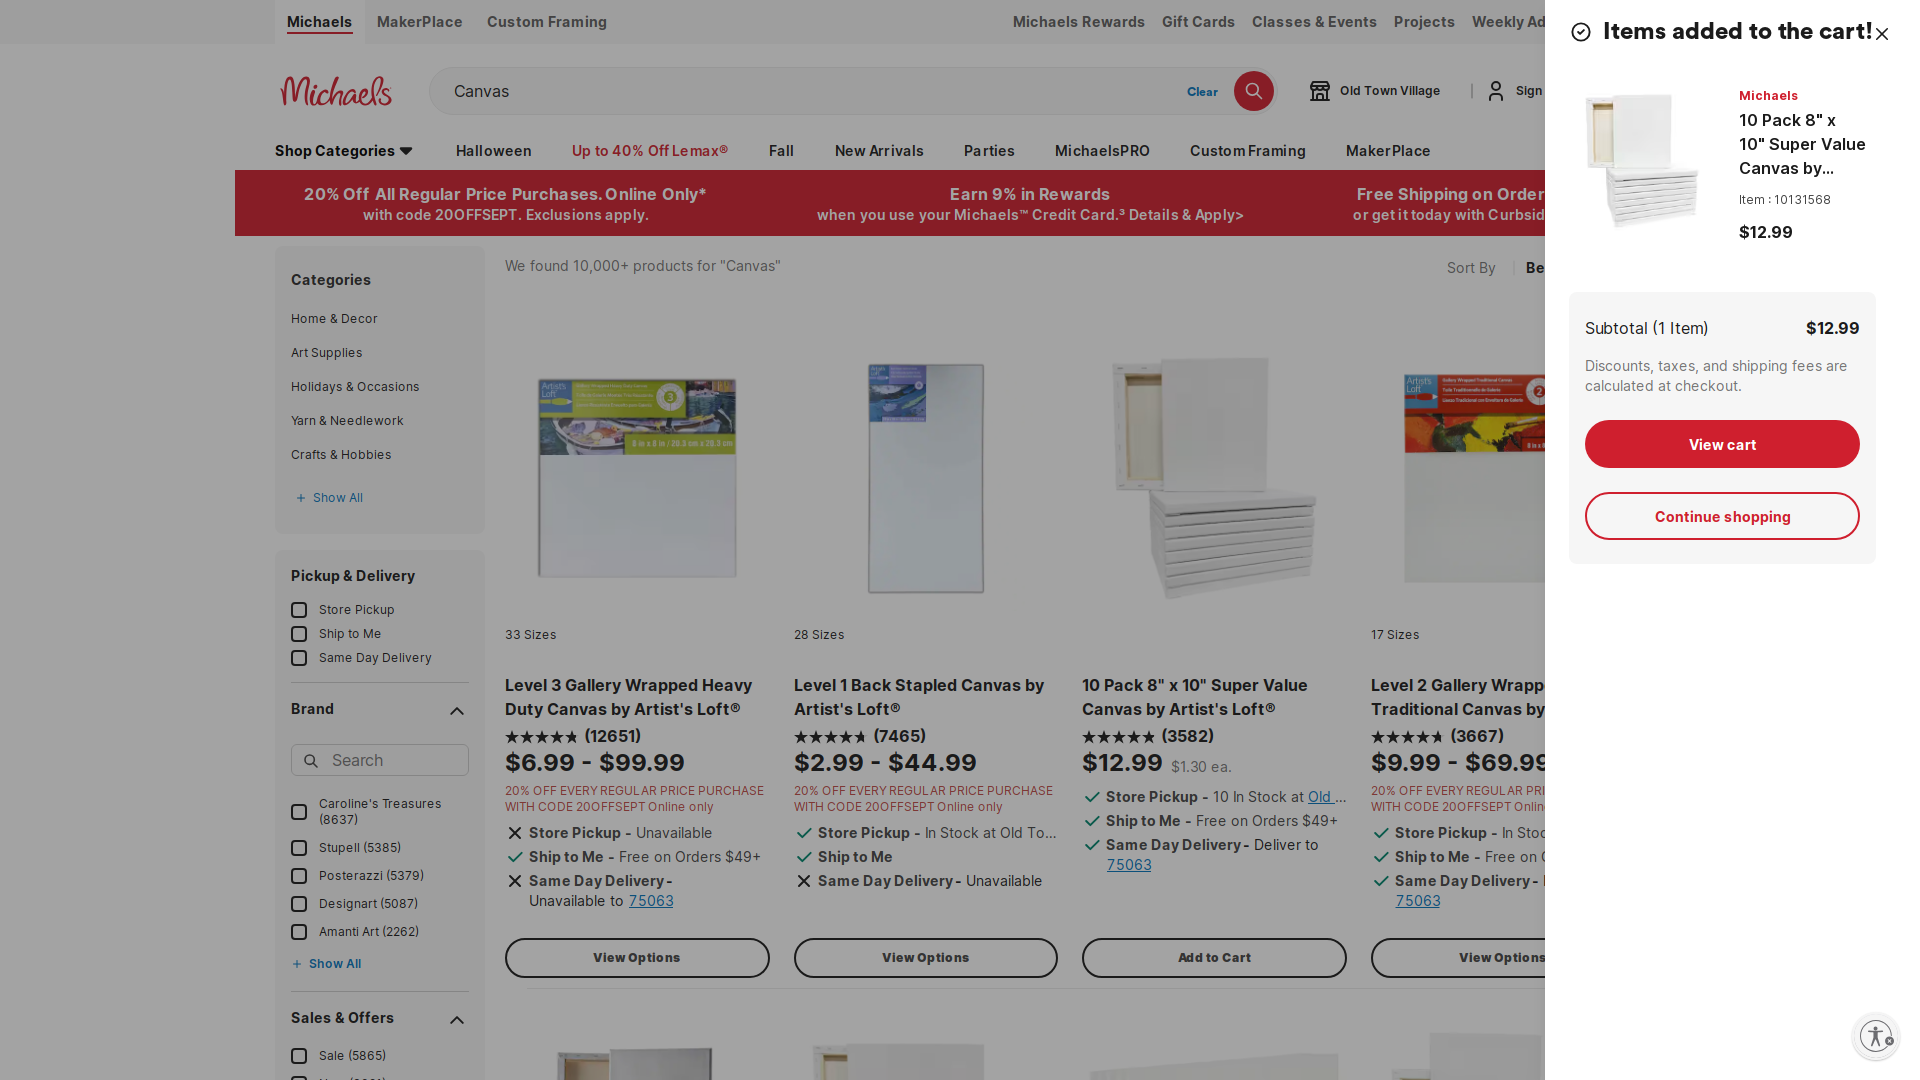 Michaels
MakerPlace
Custom Framing
Michaels Rewards
Gift Cards
Classes & Events
Projects
Weekly Ad
Michaels
Canvas
Clear
Old Town Village
Sign
Shop Categories
Halloween
Up to 40% Off Lemax®
Fall
New Arrivals
Parties
MichaelsPRO
Custom Framing
MakerPlace
20% Off All Regular Price Purchases. Online Only*
with code 20OFFSEPT. Exclusions apply.
Earn 9% in Rewards
when you use your Michaels™ Credit Card.³ Details & Apply>
Free Shipping on Order
or get it today with Curbsid
Categories
Home & Decor
Art Supplies
Holidays & Occasions
Yarn & Needlework
Crafts & Hobbies
+ Show All
Pickup & Delivery
Store Pickup
Ship to Me
Same Day Delivery
Brand
Search
Caroline's Treasures
(8637)
Stupell (5385)
Posterazzi (5379)
Designart (5087)
Amanti Art (2262)
+ Show All
Sales & Offers
Sale (5865)
We found 10,000+ products for "Canvas"
Sort By
Be
Artist's
Loft
3
33 Sizes
Level 3 Gallery Wrapped Heavy
Duty Canvas by Artist's Loft®
(12651)
$6.99 - $99.99
20% OFF EVERY REGULAR PRICE PURCHASE
WITH CODE 20OFFSEPT Online only
Store Pickup - Unavailable
Ship to Me - Free on Orders $49+
Same Day Delivery-
Unavailable to 75063
View Options
28 Sizes
Level 1 Back Stapled Canvas by
Artist's Loft®
(7465)
$2.99 - $44.99
20% OFF EVERY REGULAR PRICE PURCHASE
WITH CODE 20OFFSEPT Online only
Store Pickup - In Stock at Old To...
Ship to Me
Same Day Delivery- Unavailable
View Options
10 Pack 8" x 10" Super Value
Canvas by Artist's Loft®
(3582)
$12.99 $1.30 ea.
Store Pickup - 10 In Stock at Old ...
Ship to Me - Free on Orders $49+
Same Day Delivery- Deliver to
75063
Add to Cart
Artist's
Loft
2
17 Sizes
Level 2 Gallery Wrapp
Traditional Canvas by
(3667)
$9.99 - $69.99
20% OFF EVERY REGULAR PRI
WITH CODE 20OFFSEPT Onlin
Store Pickup - In Stoc
Ship to Me - Free on O
Same Day Delivery-
75063
View Options
Items added to the cart!
Michaels
10 Pack 8" x
10" Super Value
Canvas by...
Item : 10131568
$12.99
Subtotal (1 Item)
$12.99
Discounts, taxes, and shipping fees are
calculated at checkout.
View cart
Continue shopping